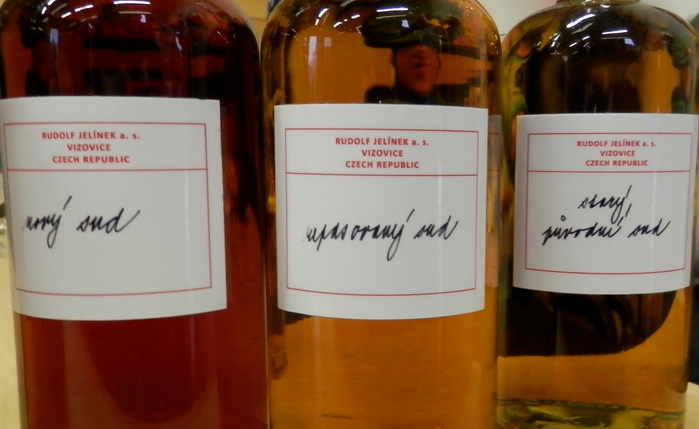 RUDOLF JELÍNEK a. s.
VIZOVICE
CZECH REPUBLIC
nový sud
RUDOLF JELÍNEK a. s.
VIZOVICE
CZECH REPUBLIC
repasovaný sud
RUDOLF JELÍNEK a. s.
VIZOVICE
CZECH REPUBLIC
starý,
původní sud